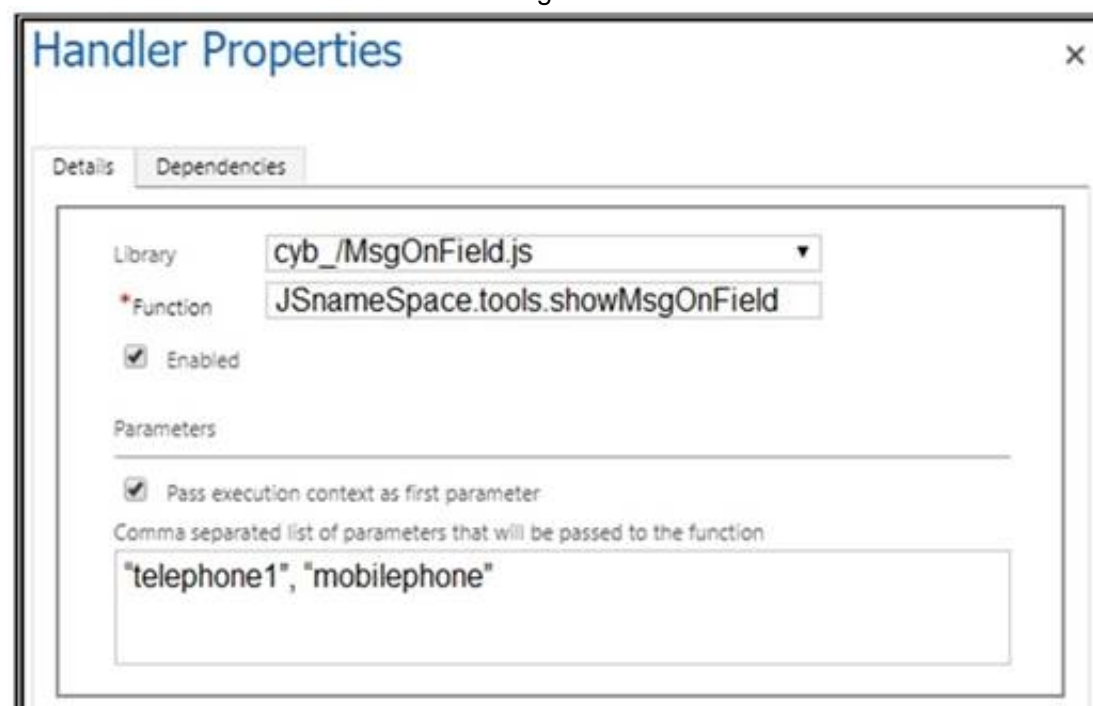 Handler Properties
Details Dependencies
Library cyb_/MsgOnField.js
*Function JSnameSpace.tools.showMsgOnField
Enabled
Parameters
Pass execution context as first parameter
Comma separated list of parameters that will be passed to the function
"telephone1", "mobilephone"